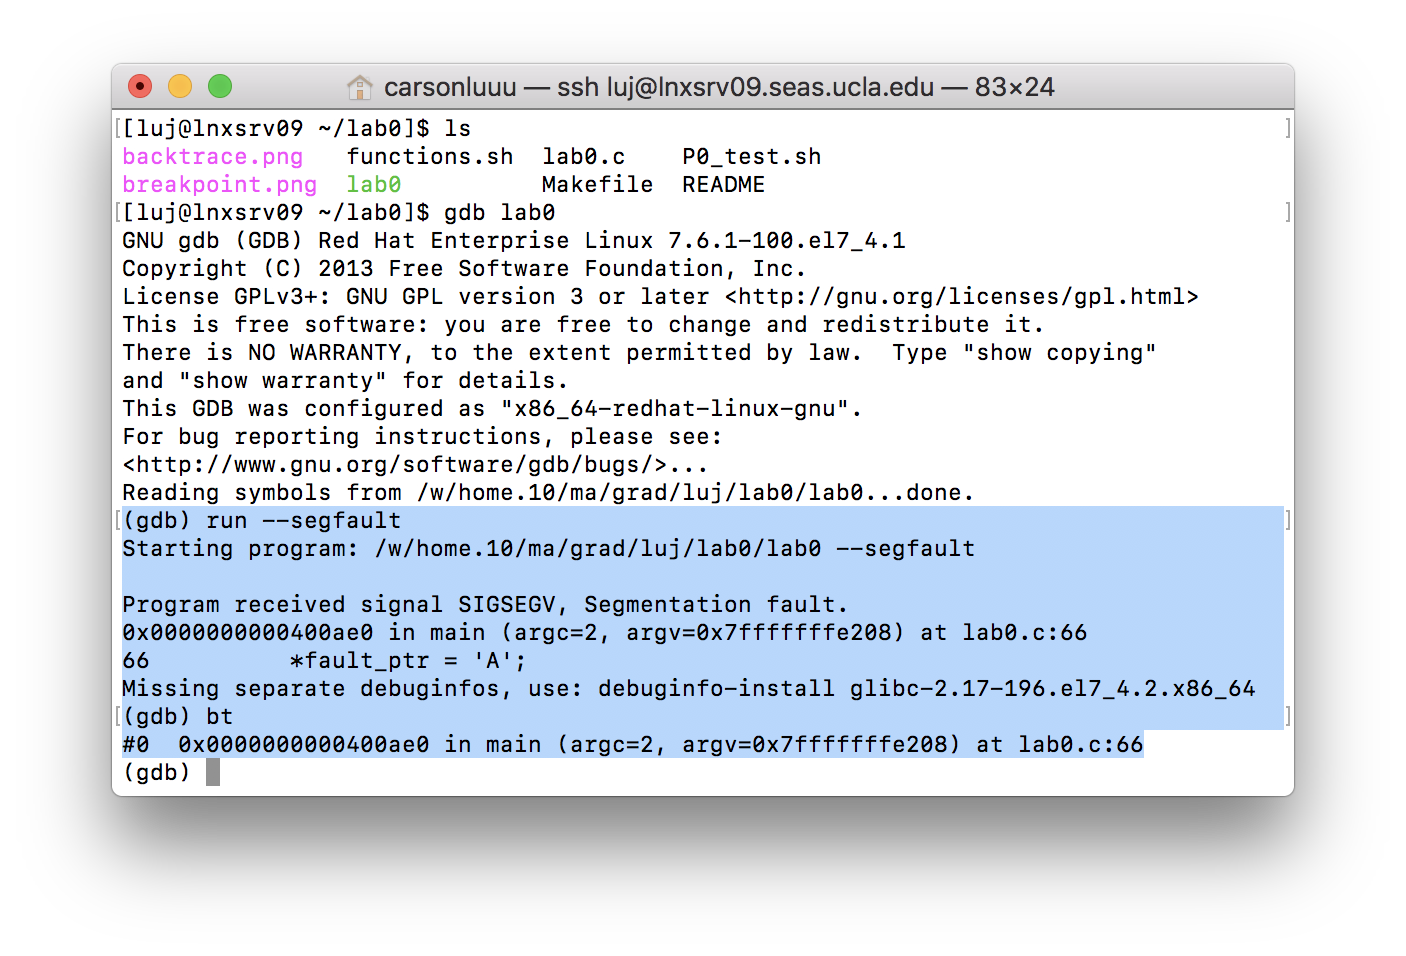 carsonluuu — ssh luj@lnxsrv09.seas.ucla.edu — 83×24
[[luj@lnxsrv09 ~/lab0]$ ls ]
backtrace.png   functions.sh  lab0.c    P0_test.sh
breakpoint.png  lab0          Makefile  README
[[luj@lnxsrv09 ~/lab0]$ gdb lab0 ]
GNU gdb (GDB) Red Hat Enterprise Linux 7.6.1-100.el7_4.1
Copyright (C) 2013 Free Software Foundation, Inc.
License GPLv3+: GNU GPL version 3 or later <http://gnu.org/licenses/gpl.html>
This is free software: you are free to change and redistribute it.
There is NO WARRANTY, to the extent permitted by law.  Type "show copying"
and "show warranty" for details.
This GDB was configured as "x86_64-redhat-linux-gnu".
For bug reporting instructions, please see:
<http://www.gnu.org/software/gdb/bugs/>...
Reading symbols from /w/home.10/ma/grad/luj/lab0/lab0...done.
[(gdb) run --segfault ]
Starting program: /w/home.10/ma/grad/luj/lab0/lab0 --segfault
Program received signal SIGSEGV, Segmentation fault.
0x0000000000400ae0 in main (argc=2, argv=0x7fffffffe208) at lab0.c:66
66          *fault_ptr = 'A';
Missing separate debuginfos, use: debuginfo-install glibc-2.17-196.el7_4.2.x86_64
[(gdb) bt ]
#0  0x0000000000400ae0 in main (argc=2, argv=0x7fffffffe208) at lab0.c:66
(gdb)